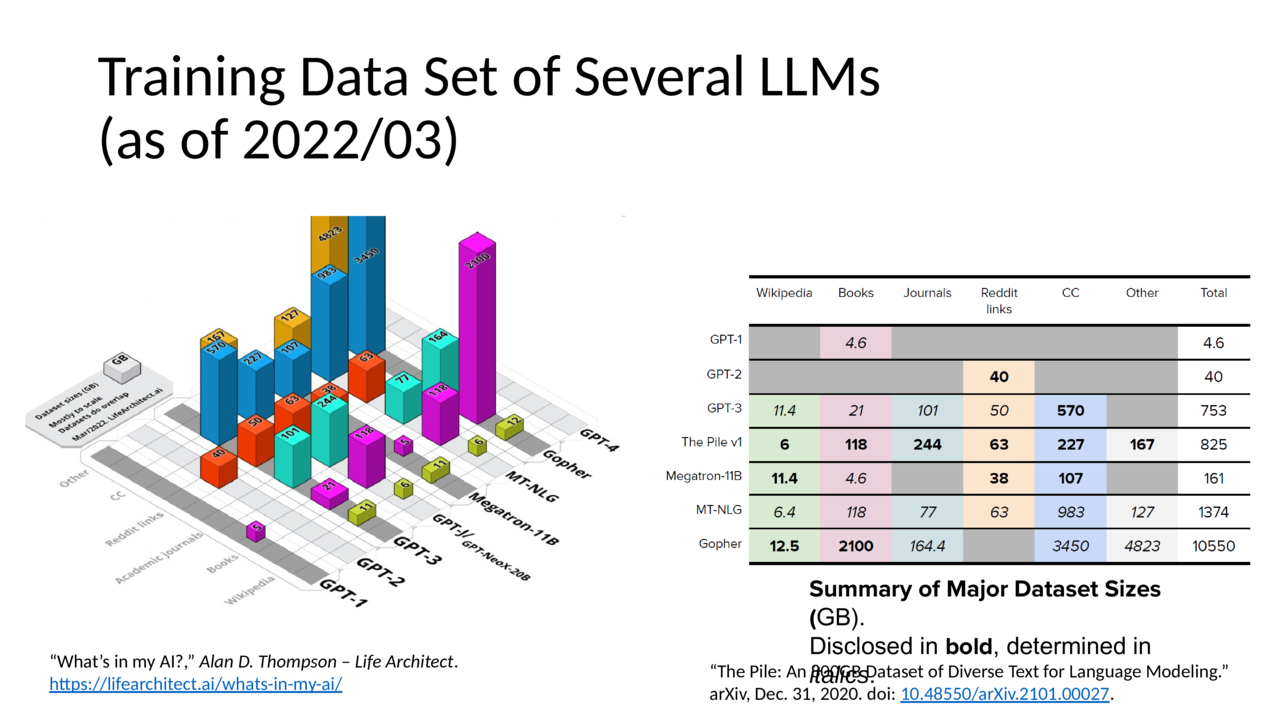 Training Data Set of Several LLMs
(as of 2022/03)
4823
3450
983
2100
167
570
127
227
107
164
63
77
38
244
63
50
118
40
101
118
5
12
6
11
21
6
11
5
GB
Dataset sizes (GB)
Mostly to scale
Datasets do overlap
Mar/2022. LifeArchitect.ai
Other
CC
Reddit links
Academic journals
Books
Wikipedia
GPT-1
GPT-2
GPT-3
GPT-J/
GPT-NeoX-20B
Megatron-11B
MT-NLG
Gopher
GPT-4
Wikipedia Books Journals Reddit links CC Other Total
GPT-1 4.6 4.6
GPT-2 40 40
GPT-3 11.4 21 101 50 570 753
The Pile v1 6 118 244 63 227 167 825
Megatron-11B 11.4 4.6 38 107 161
MT-NLG 6.4 118 77 63 983 127 1374
Gopher 12.5 2100 164.4 3450 4823 10550
Summary of Major Dataset Sizes
(GB).
Disclosed in bold, determined in
italics.
“What’s in my AI?,” Alan D. Thompson – Life Architect.
https://lifearchitect.ai/whats-in-my-ai/
“The Pile: An 800GB Dataset of Diverse Text for Language Modeling.”
arXiv, Dec. 31, 2020. doi: 10.48550/arXiv.2101.00027.